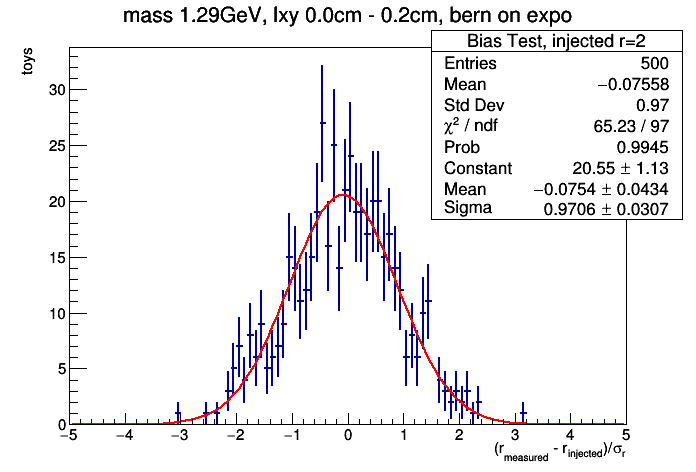 mass 1.29GeV, lxy 0.0cm - 0.2cm, bern on expo
toys
Bias Test, injected r=2
Entries 500
Mean −0.07558
Std Dev 0.97
χ² / ndf 65.23 / 97
Prob 0.9945
Constant 20.55 ± 1.13
Mean −0.0754 ± 0.0434
Sigma 0.9706 ± 0.0307
30
25
20
15
10
5
0
−5 −4 −3 −2 −1 0 1 2 3 4 5
(r_measured - r_injected)/σ_r